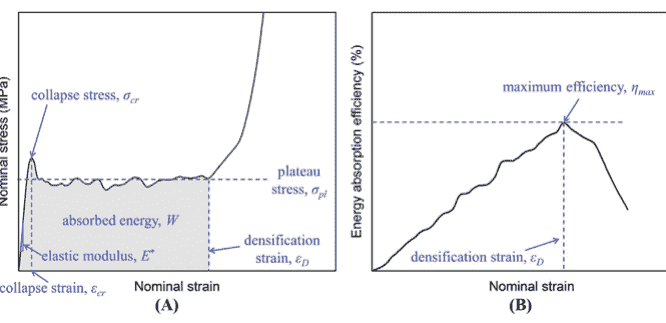 Nominal stress (MPa)
collapse stress, σcr
plateau
stress, σpl
absorbed energy, W
elastic modulus, E*
densification
strain, εD
collapse strain, εcr
Nominal strain
(A)
Energy absorption efficiency (%)
maximum efficiency, ηmax
densification strain, εD
Nominal strain
(B)